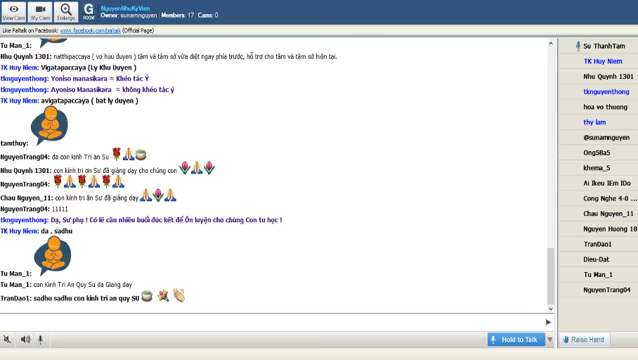 View Cam
My Cam
Enlarge
G
ROOM
NguyenNhuKyVien
Owner: sunamnguyen
Members: 17 Cams: 0
Like Paltalk on Facebook: www.facebook.com/paltalk (Official Page)
Tu Man_1:
Nhu Quynh 1301: natthipaccaya ( vo huu duyen ) tâm và tâm sở vừa diệt ngay phía trước, hỗ trợ cho tâm và tâm sở hiện tại.
TK Huy Niem: Vigatapaccaya (Ly Khu Duyen )
tknguyenthong: Yoniso manasikara = Khéo tác Ý
tknguyenthong: Ayoniso Manasikara = không khéo tác ý
TK Huy Niem: avigatapaccaya ( bat ly duyen )
tamthuy:
NguyenTrang04: da con kinh Tri an Su
Nhu Quynh 1301: con kính tri ơn Sư đã giảng dạy cho chúng con
NguyenTrang04:
Chau Nguyen_11: con kính tri ân Sư đã giảng dạy
NguyenTrang04: 11111
tknguyenthong: Dạ, Sư phụ ! Có lẽ cần nhiều buổi đúc kết để Ôn luyện cho chúng Con tu học !
TK Huy Niem: da , sadhu
Tu Man_1:
Tu Man_1: con Kinh Tri An Quy Su da Giang day
TranDao1: sadhu sadhu con kinh tri an quy SU
Hold to Talk
Raise Hand
Su ThanhTam
TK Huy Niem
Nhu Quynh 1301
tknguyenthong
hoa vo thuong
thy lam
@sunamnguyen
OngSBa5
khema_5
Ai Ikeu IEm IDo
Cong Nghe 4-0
Chau Nguyen_11
Nguyen Huong 18
TranDao1
Dieu-Dat
Tu Man_1
NguyenTrang04